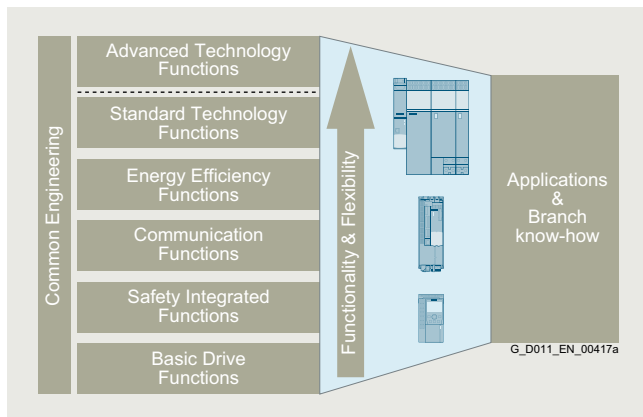 Common Engineering
Advanced Technology
Functions
Standard Technology
Functions
Energy Efficiency
Functions
Communication
Functions
Safety Integrated
Functions
Basic Drive
Functions
Functionality & Flexibility
Applications
&
Branch
know-how
G_D011_EN_00417a